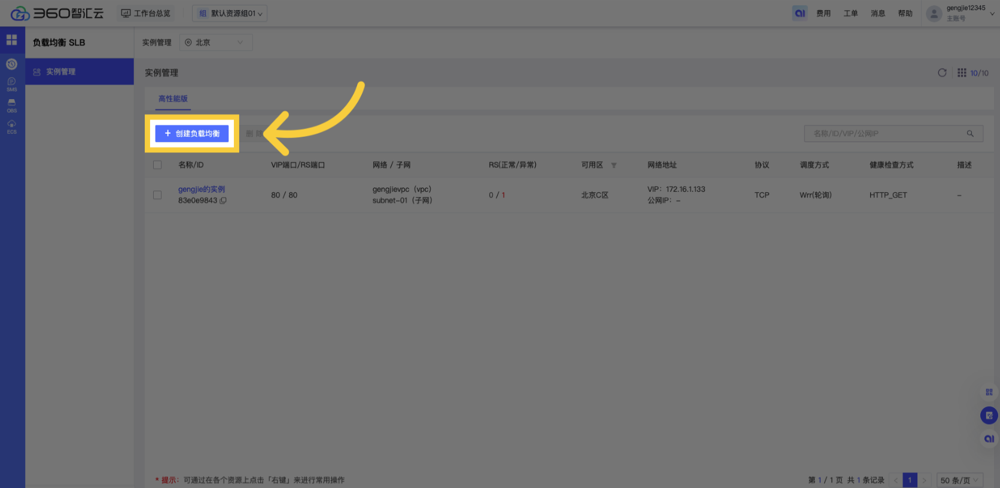 360智汇云
工作台总览
组 默认资源组01
费用
工单
消息
帮助
gengjie12345
主账号
负载均衡 SLB
实例管理
北京
实例管理
SMS
OBS
ECS
实例管理
10/10
高性能版
+ 创建负载均衡
删 除
名称/ID/VIP/公网IP
名称/ID
VIP端口/RS端口
网络 / 子网
RS(正常/异常)
可用区
网络地址
协议
调度方式
健康检查方式
描述
gengjie的实例
83e0e9843
80 / 80
gengjievpc（vpc）
subnet-01（子网）
0 / 1
北京C区
VIP：172.16.1.133
公网IP：-
TCP
Wrr(轮询)
HTTP_GET
-
* 提示：可通过在各个资源上点击「右键」来进行常用操作
第 1 / 1 页 共 1 条记录
1
50 条/页